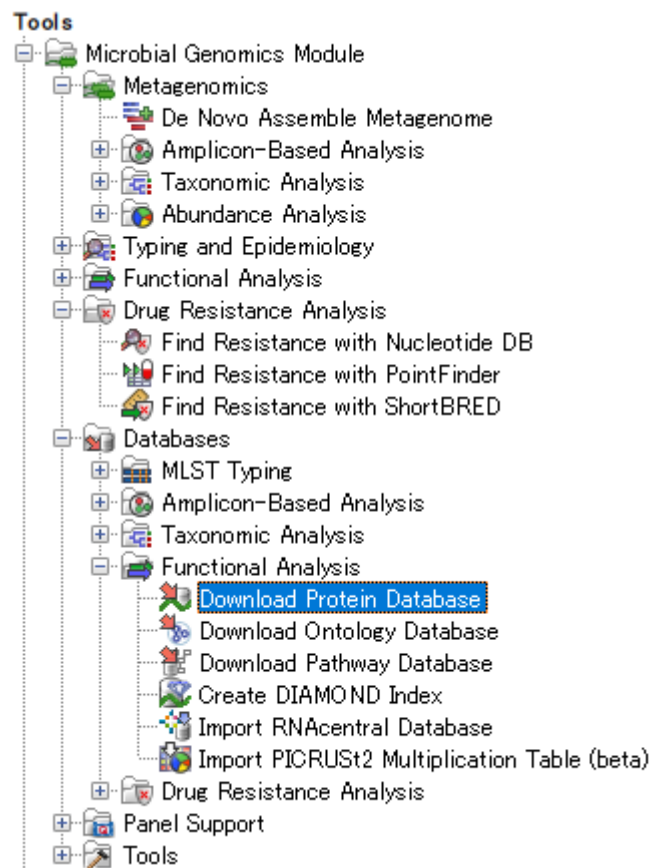 Tools
Microbial Genomics Module
Metagenomics
De Novo Assemble Metagenome
Amplicon-Based Analysis
Taxonomic Analysis
Abundance Analysis
Typing and Epidemiology
Functional Analysis
Drug Resistance Analysis
Find Resistance with Nucleotide DB
Find Resistance with PointFinder
Find Resistance with ShortBRED
Databases
MLST Typing
Amplicon-Based Analysis
Taxonomic Analysis
Functional Analysis
Download Protein Database
Download Ontology Database
Download Pathway Database
Create DIAMOND Index
Import RNAcentral Database
Import PICRUSt2 Multiplication Table (beta)
Drug Resistance Analysis
Panel Support
Tools